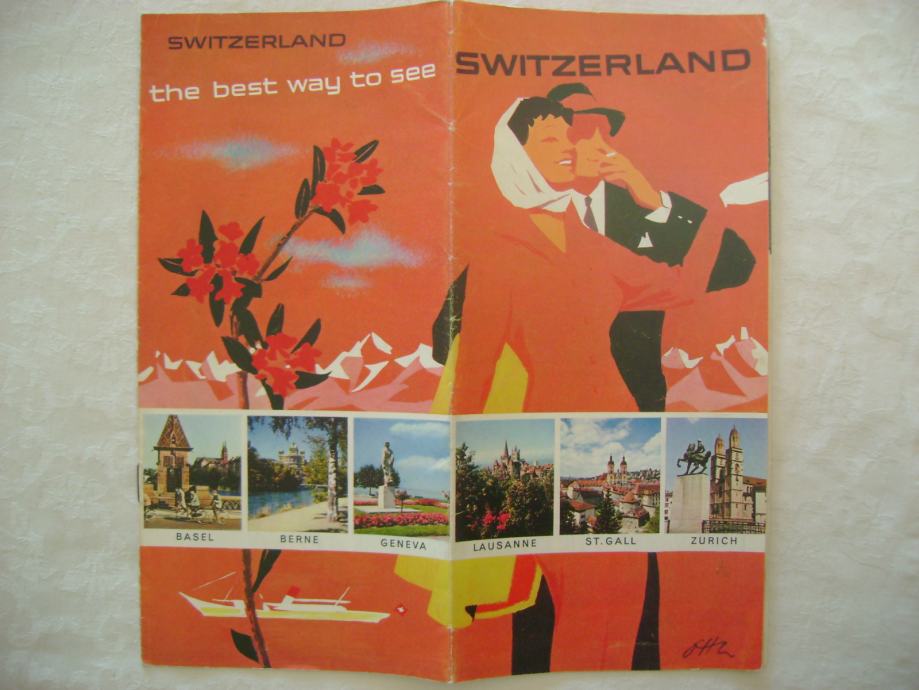 SWITZERLAND
the best way to see
SWITZERLAND
BASEL
BERNE
GENEVA
LAUSANNE
ST. GALL
ZURICH